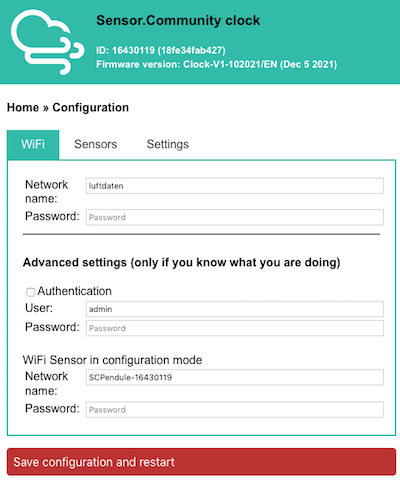 Sensor.Community clock
ID: 16430119 (18fe34fab427)
Firmware version: Clock-V1-102021/EN (Dec 5 2021)
Home » Configuration
WiFi Sensors Settings
Network name: luftdaten
Password: Password
Advanced settings (only if you know what you are doing)
Authentication
User: admin
Password: Password
WiFi Sensor in configuration mode
Network name: SCPendule-16430119
Password: Password
Save configuration and restart